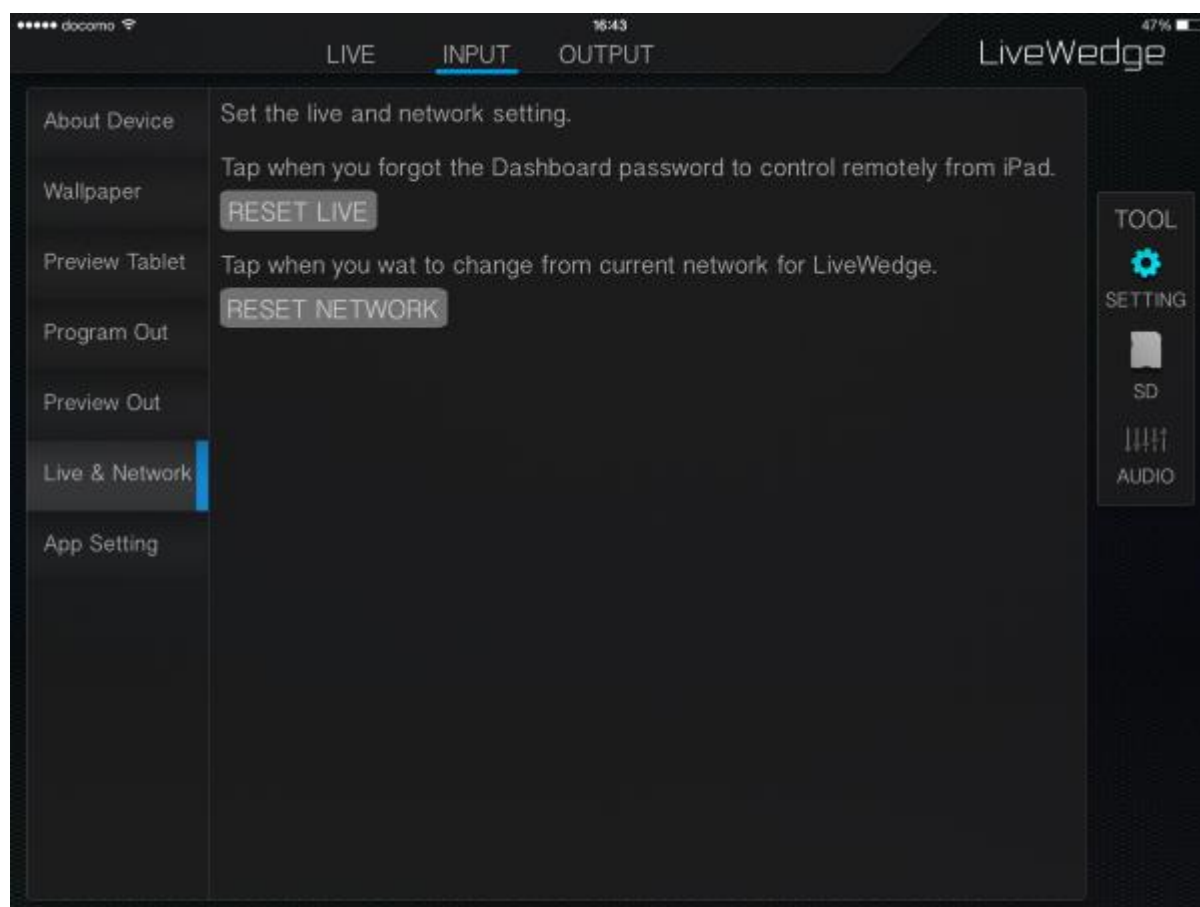 docomo
16:43
47%
LIVE INPUT OUTPUT
LiveWedge
About Device
Wallpaper
Preview Tablet
Program Out
Preview Out
Live & Network
App Setting
Set the live and network setting.
Tap when you forgot the Dashboard password to control remotely from iPad.
RESET LIVE
Tap when you wat to change from current network for LiveWedge.
RESET NETWORK
TOOL
SETTING
SD
AUDIO